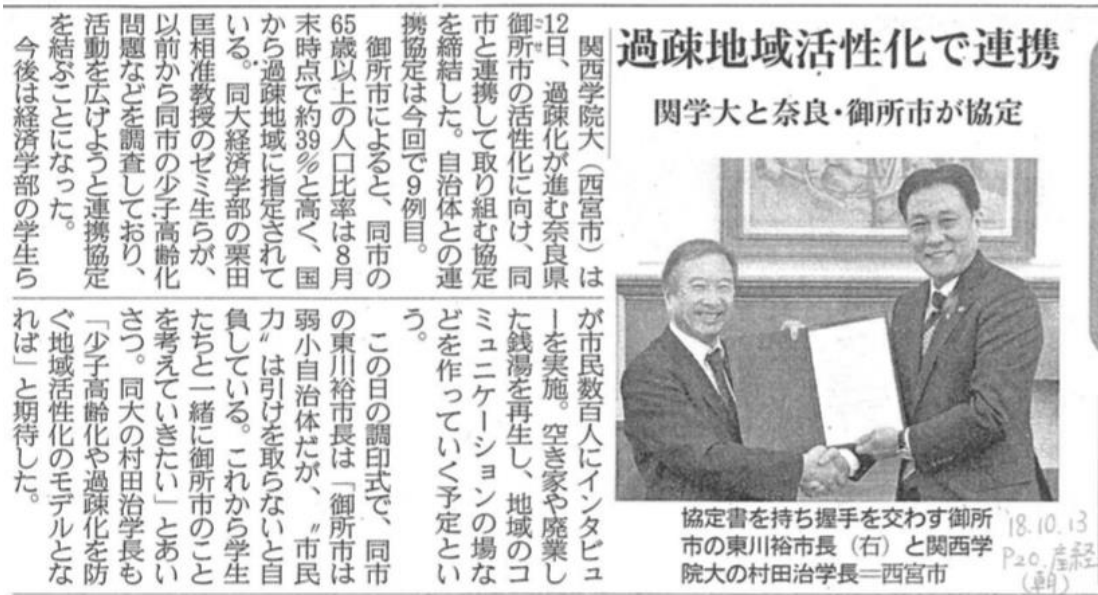 過疎地域活性化で連携
関学大と奈良・御所市が協定
関西学院大（西宮市）は
12日、過疎化が進む奈良県
ごせ
御所市の活性化に向け、同
市と連携して取り組む協定
を締結した。自治体との連
携協定は今回で9例目。
御所市によると、同市の
65歳以上の人口比率は8月
末時点で約39%と高く、国
から過疎地域に指定されて
いる。同大経済学部の栗田
匡相准教授のゼミ生らが、
以前から同市の少子高齢化
問題などを調査しており、
活動を広げようと連携協定
を結ぶことになった。
今後は経済学部の学生ら
が市民数百人にインタビュ
ーを実施。空き家や廃業し
た銭湯を再生し、地域のコ
ミュニケーションの場な
どを作っていく予定とい
う。
この日の調印式で、同市
の東川裕市長は「御所市は
弱小自治体だが、〝市民
力〟は引けを取らないと自
負している。これから学生
たちと一緒に御所市のこと
を考えていきたい」とあい
さつ。同大の村田治学長も
「少子高齢化や過疎化を防
ぐ地域活性化のモデルとな
れば」と期待した。
協定書を持ち握手を交わす御所
市の東川裕市長（右）と関西学
院大の村田治学長＝西宮市
'18.10.13
P20.産経
（朝）